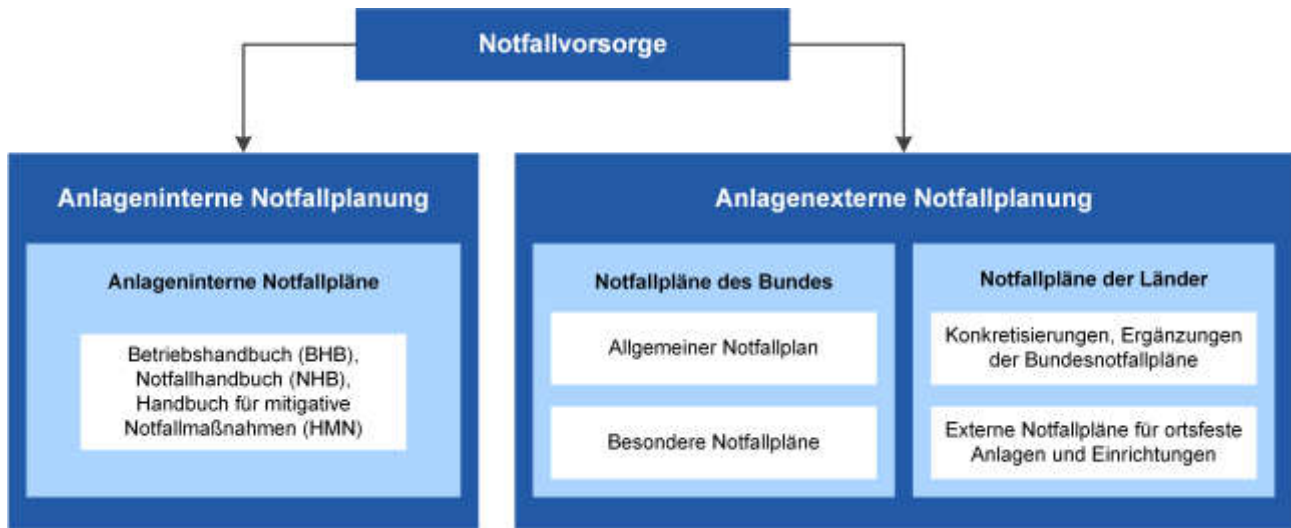 Notfallvorsorge
Anlageninterne Notfallplanung
Anlageninterne Notfallpläne
Betriebshandbuch (BHB),
Notfallhandbuch (NHB),
Handbuch für mitigative
Notfallmaßnahmen (HMN)
Anlagenexterne Notfallplanung
Notfallpläne des Bundes
Allgemeiner Notfallplan
Besondere Notfallpläne
Notfallpläne der Länder
Konkretisierungen, Ergänzungen
der Bundesnotfallpläne
Externe Notfallpläne für ortsfeste
Anlagen und Einrichtungen